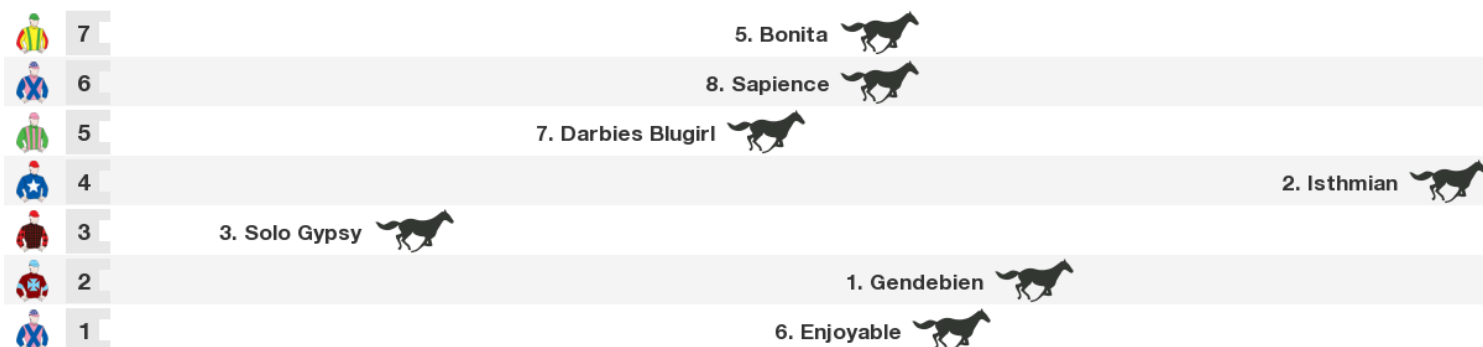 7 5. Bonita
6 8. Sapience
5 7. Darbies Blugirl
4 2. Isthmian
3 3. Solo Gypsy
2 1. Gendebien
1 6. Enjoyable